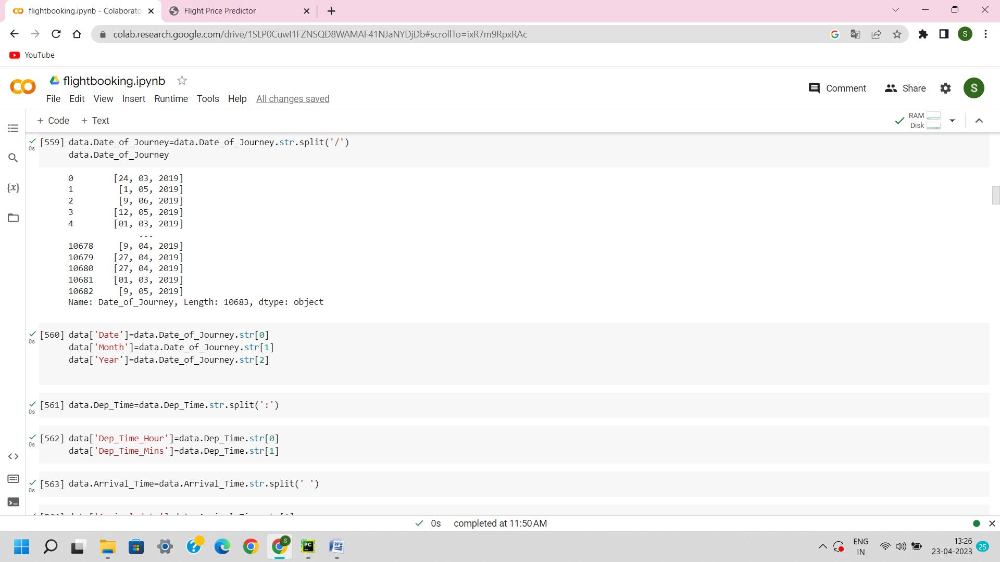 flightbooking.ipynb - Colaborato
Flight Price Predictor
colab.research.google.com/drive/1SLP0CuwI1FZNSQD8WAMAF41NJaNYDjDb#scrollTo=ixR7m9RpxRAc
S
YouTube
flightbooking.ipynb
File Edit View Insert Runtime Tools Help All changes saved
Comment
Share
S
+ Code + Text
RAM
Disk
[559] data.Date_of_Journey=data.Date_of_Journey.str.split('/')
0s
data.Date_of_Journey
0 [24, 03, 2019]
1 [1, 05, 2019]
2 [9, 06, 2019]
3 [12, 05, 2019]
4 [01, 03, 2019]
...
10678 [9, 04, 2019]
10679 [27, 04, 2019]
10680 [27, 04, 2019]
10681 [01, 03, 2019]
10682 [9, 05, 2019]
Name: Date_of_Journey, Length: 10683, dtype: object
[560] data['Date']=data.Date_of_Journey.str[0]
0s
data['Month']=data.Date_of_Journey.str[1]
data['Year']=data.Date_of_Journey.str[2]
[561] data.Dep_Time=data.Dep_Time.str.split(':')
0s
[562] data['Dep_Time_Hour']=data.Dep_Time.str[0]
0s
data['Dep_Time_Mins']=data.Dep_Time.str[1]
[563] data.Arrival_Time=data.Arrival_Time.str.split(' ')
0s
0s completed at 11:50 AM
ENG
IN
13:26
23-04-2023
25